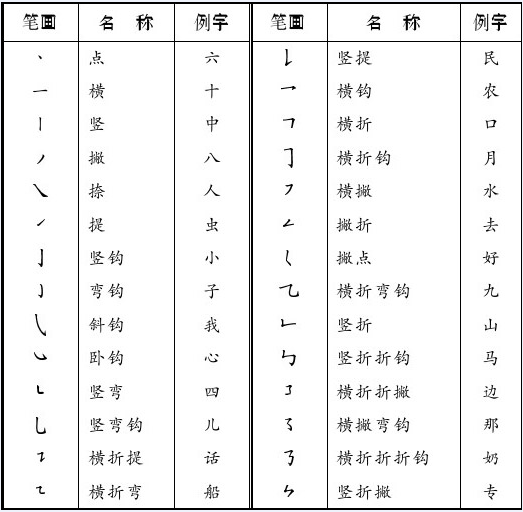 笔画 名 称 例字 笔画 名 称 例字
丶 点 六 𠄌 竖提 民
一 横 十 乛 横钩 农
丨 竖 中 𠃍 横折 口
丿 撇 八 𠃌 横折钩 月
㇏ 捺 人 ㇇ 横撇 水
㇀ 提 虫 𠃋 撇折 去
亅 竖钩 小 ㇛ 撇点 好
㇁ 弯钩 子 ⺄ 横折弯钩 九
㇂ 斜钩 我 𠃊 竖折 山
㇃ 卧钩 心 ㇉ 竖折折钩 马
㇄ 竖弯 四 ㇋ 横折折撇 边
乚 竖弯钩 儿 ㇌ 横撇弯钩 那
㇊ 横折提 话 𠄎 横折折折钩 奶
㇍ 横折弯 船 ㇞ 竖折撇 专